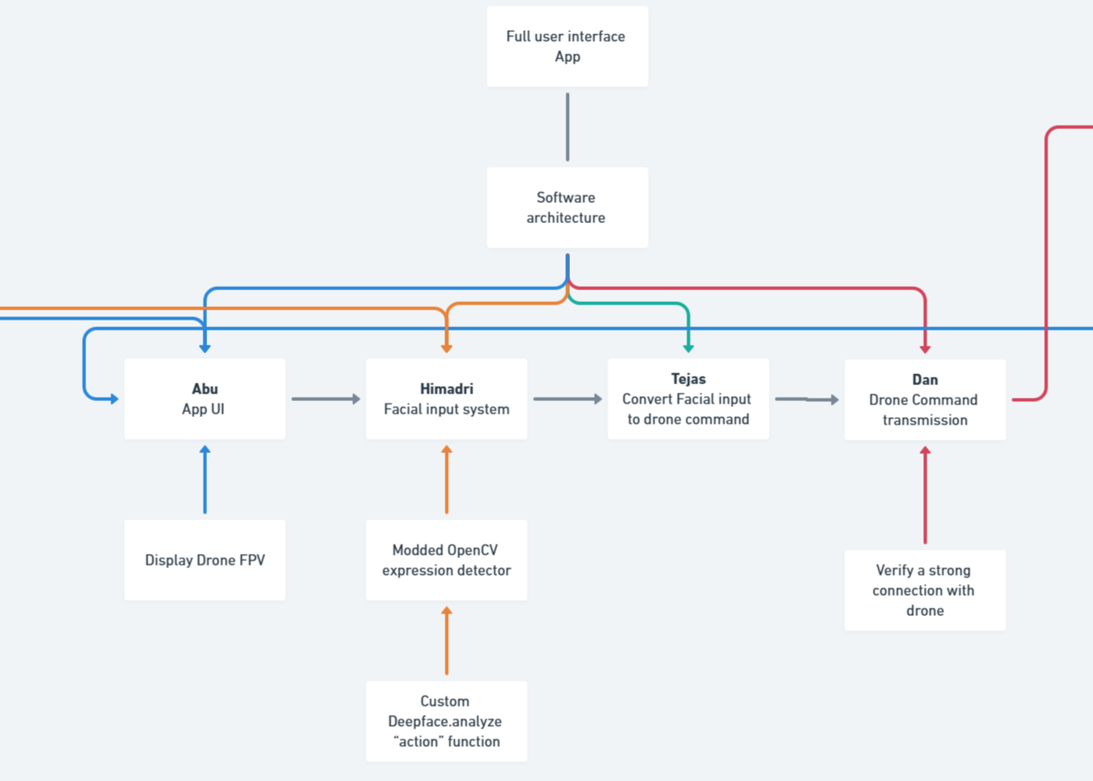 Full user interface
App
Software
architecture
Abu
App UI
Himadri
Facial input system
Tejas
Convert Facial input
to drone command
Dan
Drone Command
transmission
Display Drone FPV
Modded OpenCV
expression detector
Verify a strong
connection with
drone
Custom
Deepface.analyze
“action” function